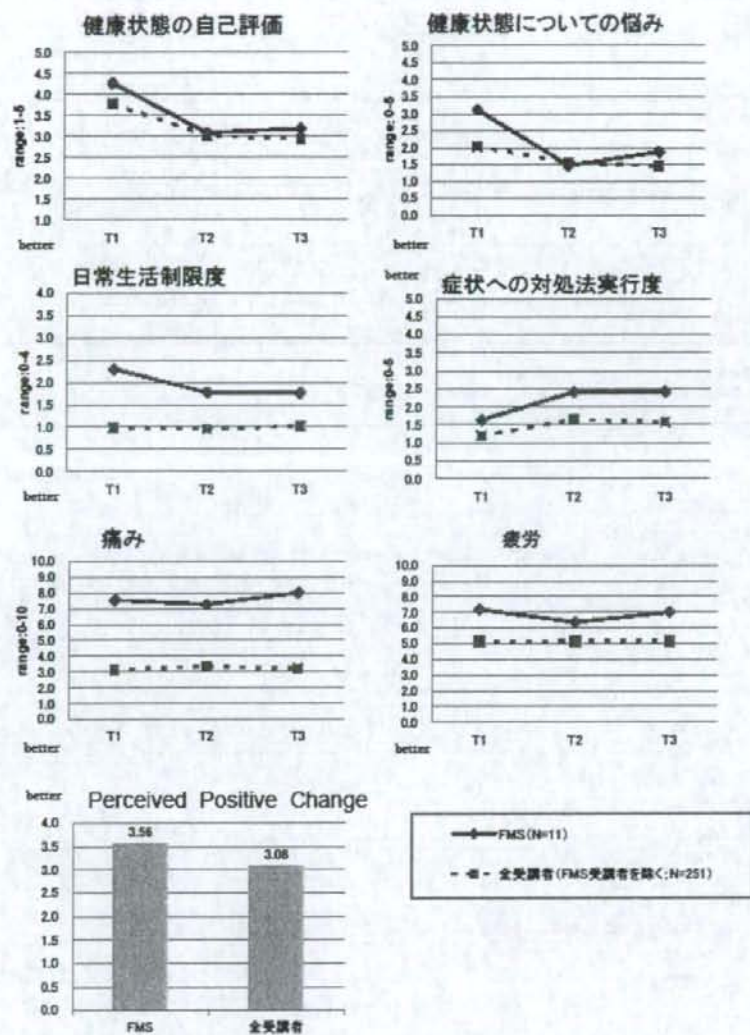 健康状態の自己評価
range:1-5
5.0
4.5
4.0
3.5
3.0
2.5
2.0
1.5
1.0
better
T1 T2 T3
健康状態についての悩み
range:0-5
5.0
4.5
4.0
3.5
3.0
2.5
2.0
1.5
1.0
0.5
0.0
better
T1 T2 T3
日常生活制限度
range:0-4
4.0
3.5
3.0
2.5
2.0
1.5
1.0
0.5
0.0
better
T1 T2 T3
better
症状への対処法実行度
range:0-5
5.0
4.5
4.0
3.5
3.0
2.5
2.0
1.5
1.0
0.5
0.0
T1 T2 T3
痛み
range:0-10
10.0
9.0
8.0
7.0
6.0
5.0
4.0
3.0
2.0
1.0
0.0
better
T1 T2 T3
疲労
10.0
9.0
8.0
7.0
6.0
5.0
4.0
3.0
2.0
1.0
0.0
better
T1 T2 T3
better
Perceived Positive Change
4.0
3.5
3.0
2.5
2.0
1.5
1.0
0.5
0.0
3.56
3.08
FMS 全受講者
FMS(N=11)
全受講者(FMS受講者を除く;N=251)